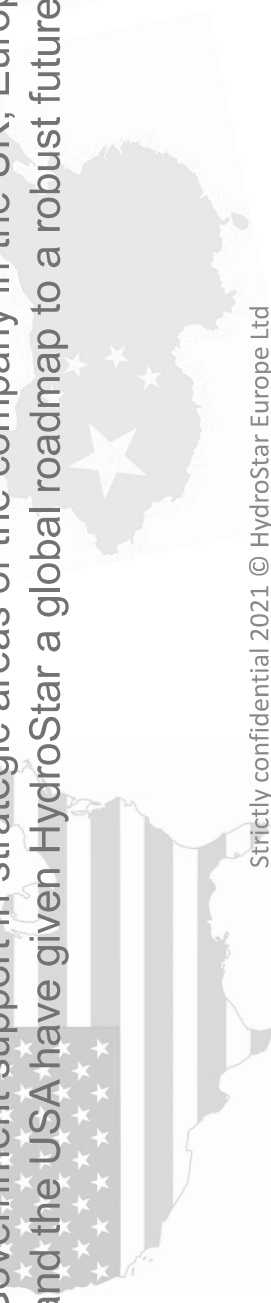 Government support in strategic areas of the company in the UK, Europ
and the USA have given HydroStar a global roadmap to a robust future
Strictly confidential 2021 © HydroStar Europe Ltd